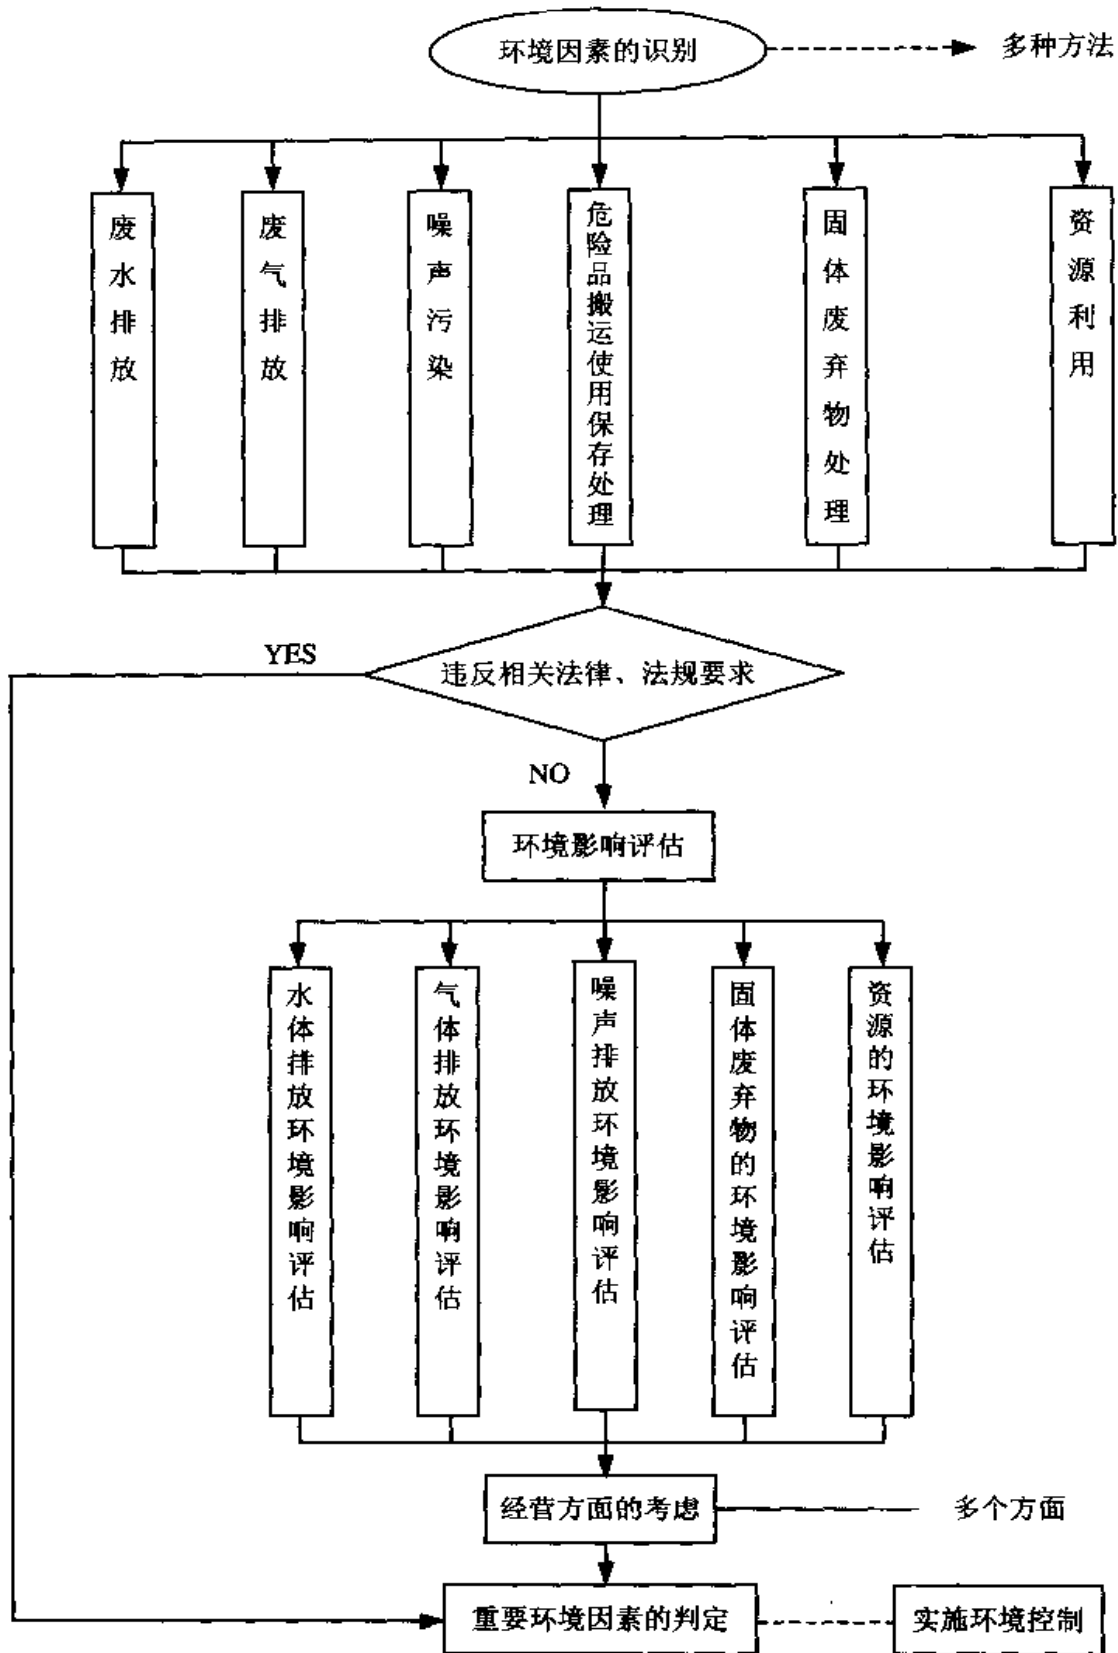 环境因素的识别
多种方法
废水排放
废气排放
噪声污染
危险品搬运使用保存处理
固体废弃物处理
资源利用
YES
违反相关法律、法规要求
NO
环境影响评估
水体排放环境影响评估
气体排放环境影响评估
噪声排放环境影响评估
固体废弃物的环境影响评估
资源的环境影响评估
经营方面的考虑
多个方面
重要环境因素的判定
实施环境控制